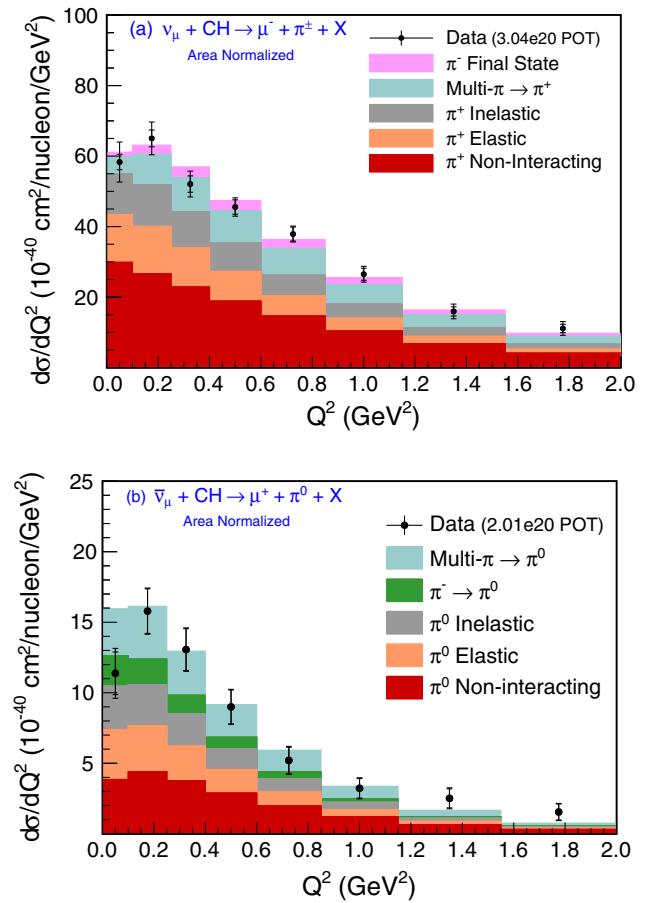 100
80
60
40
20
dσ/dQ² (10⁻⁴⁰ cm²/nucleon/GeV²)
(a) νμ + CH → μ⁻ + π± + X
Area Normalized
Data (3.04e20 POT)
π⁻ Final State
Multi-π → π⁺
π⁺ Inelastic
π⁺ Elastic
π⁺ Non-Interacting
0.0 0.2 0.4 0.6 0.8 1.0 1.2 1.4 1.6 1.8 2.0
Q² (GeV²)
25
20
15
10
5
dσ/dQ² (10⁻⁴⁰ cm²/nucleon/GeV²)
(b) ν̄μ + CH → μ⁺ + π⁰ + X
Area Normalized
Data (2.01e20 POT)
Multi-π → π⁰
π⁻ → π⁰
π⁰ Inelastic
π⁰ Elastic
π⁰ Non-interacting
0.0 0.2 0.4 0.6 0.8 1.0 1.2 1.4 1.6 1.8 2.0
Q² (GeV²)